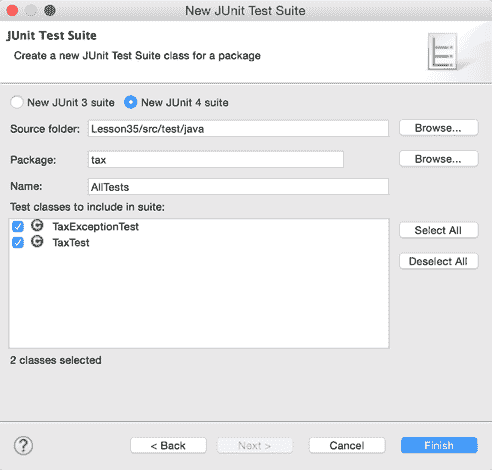 New JUnit Test Suite
JUnit Test Suite
Create a new JUnit Test Suite class for a package
New JUnit 3 suite New JUnit 4 suite
Source folder: Lesson35/src/test/java Browse...
Package: tax Browse...
Name: AllTests
Test classes to include in suite:
TaxExceptionTest Select All
TaxTest
Deselect All
2 classes selected
? < Back Next > Cancel Finish